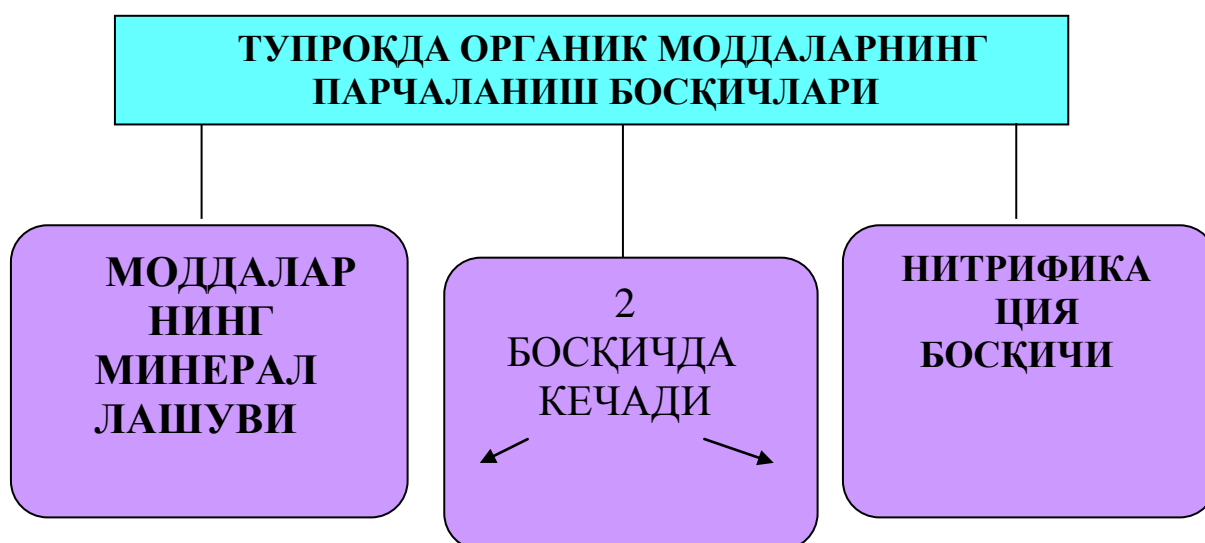 ТУПРОҚДА ОРГАНИК МОДДАЛАРНИНГ
ПАРЧАЛАНИШ БОСҚИЧЛАРИ
МОДДАЛАР
НИНГ
МИНЕРАЛ
ЛАШУВИ
2
БОСҚИЧДА
КЕЧАДИ
НИТРИФИКА
ЦИЯ
БОСҚИЧИ